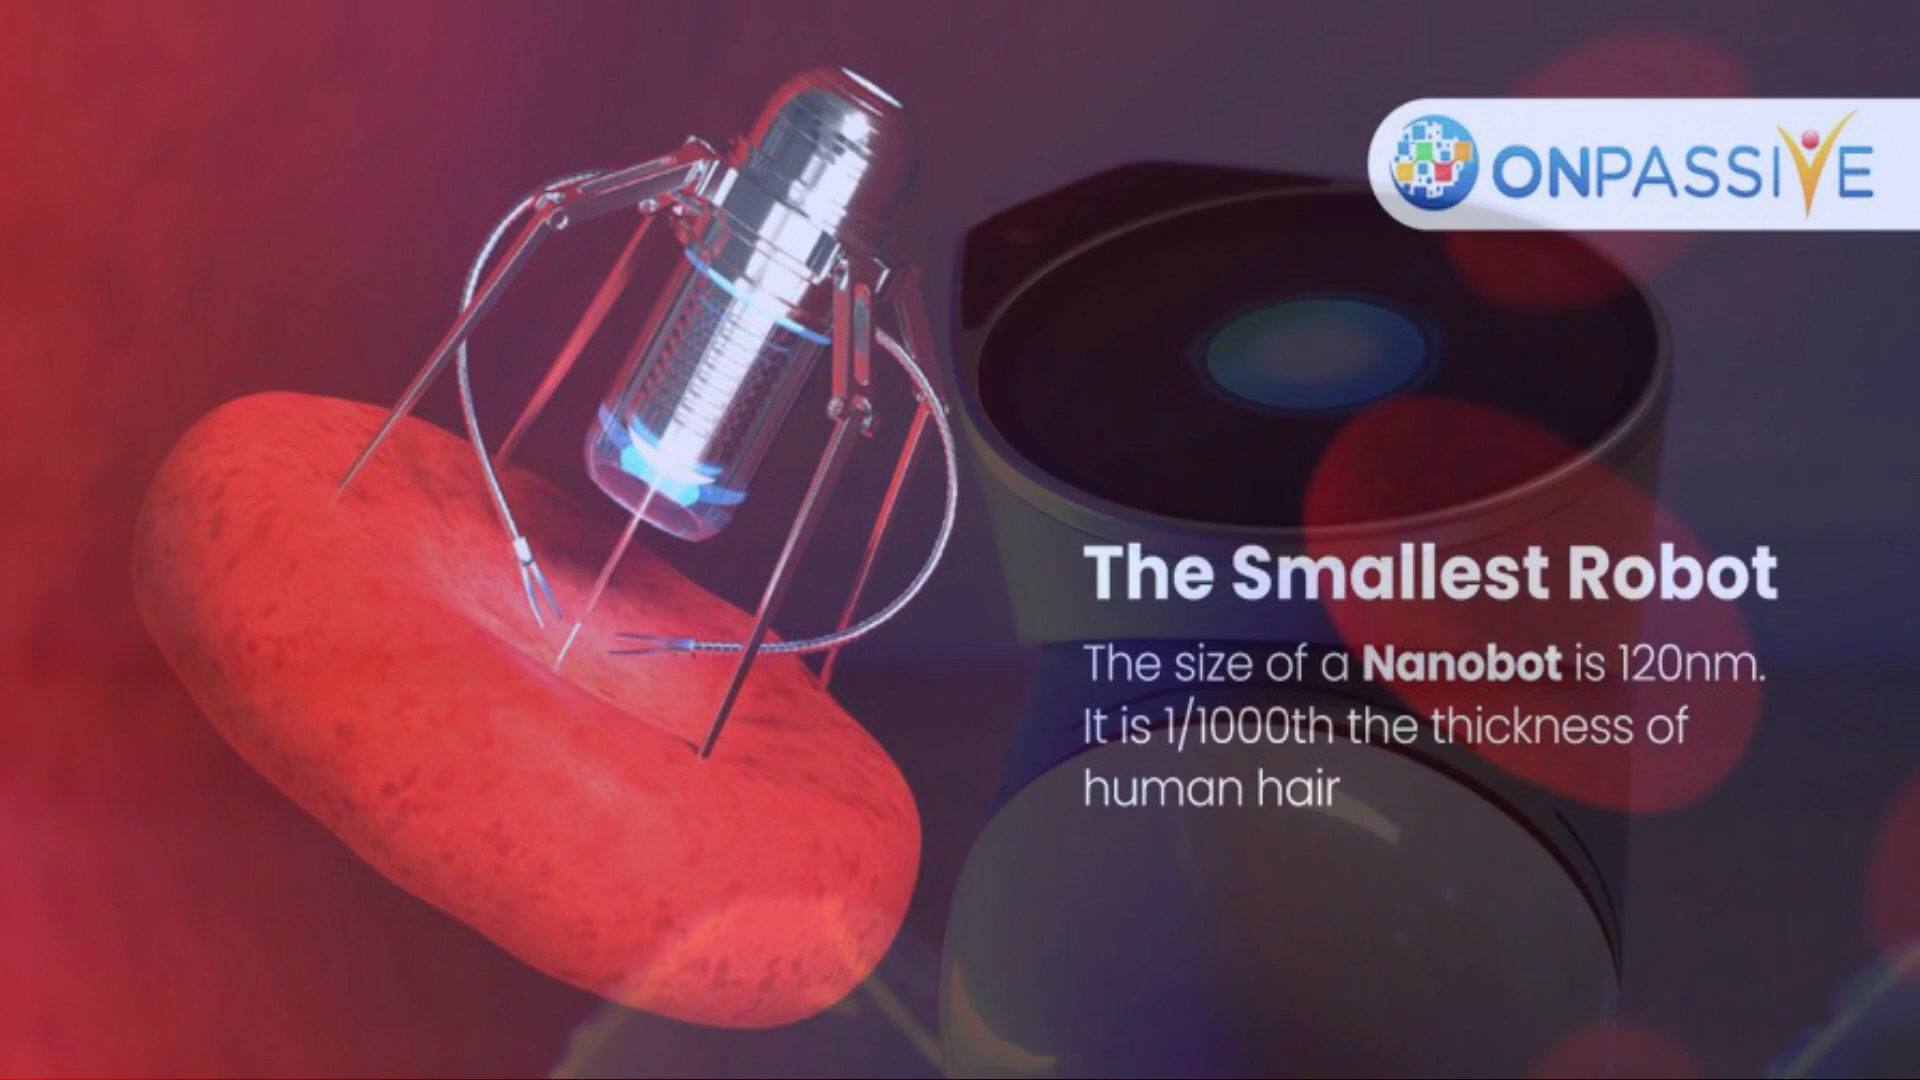 ONPASSIVE
The Smallest Robot
The size of a Nanobot is 120nm.
It is 1/1000th the thickness of
human hair